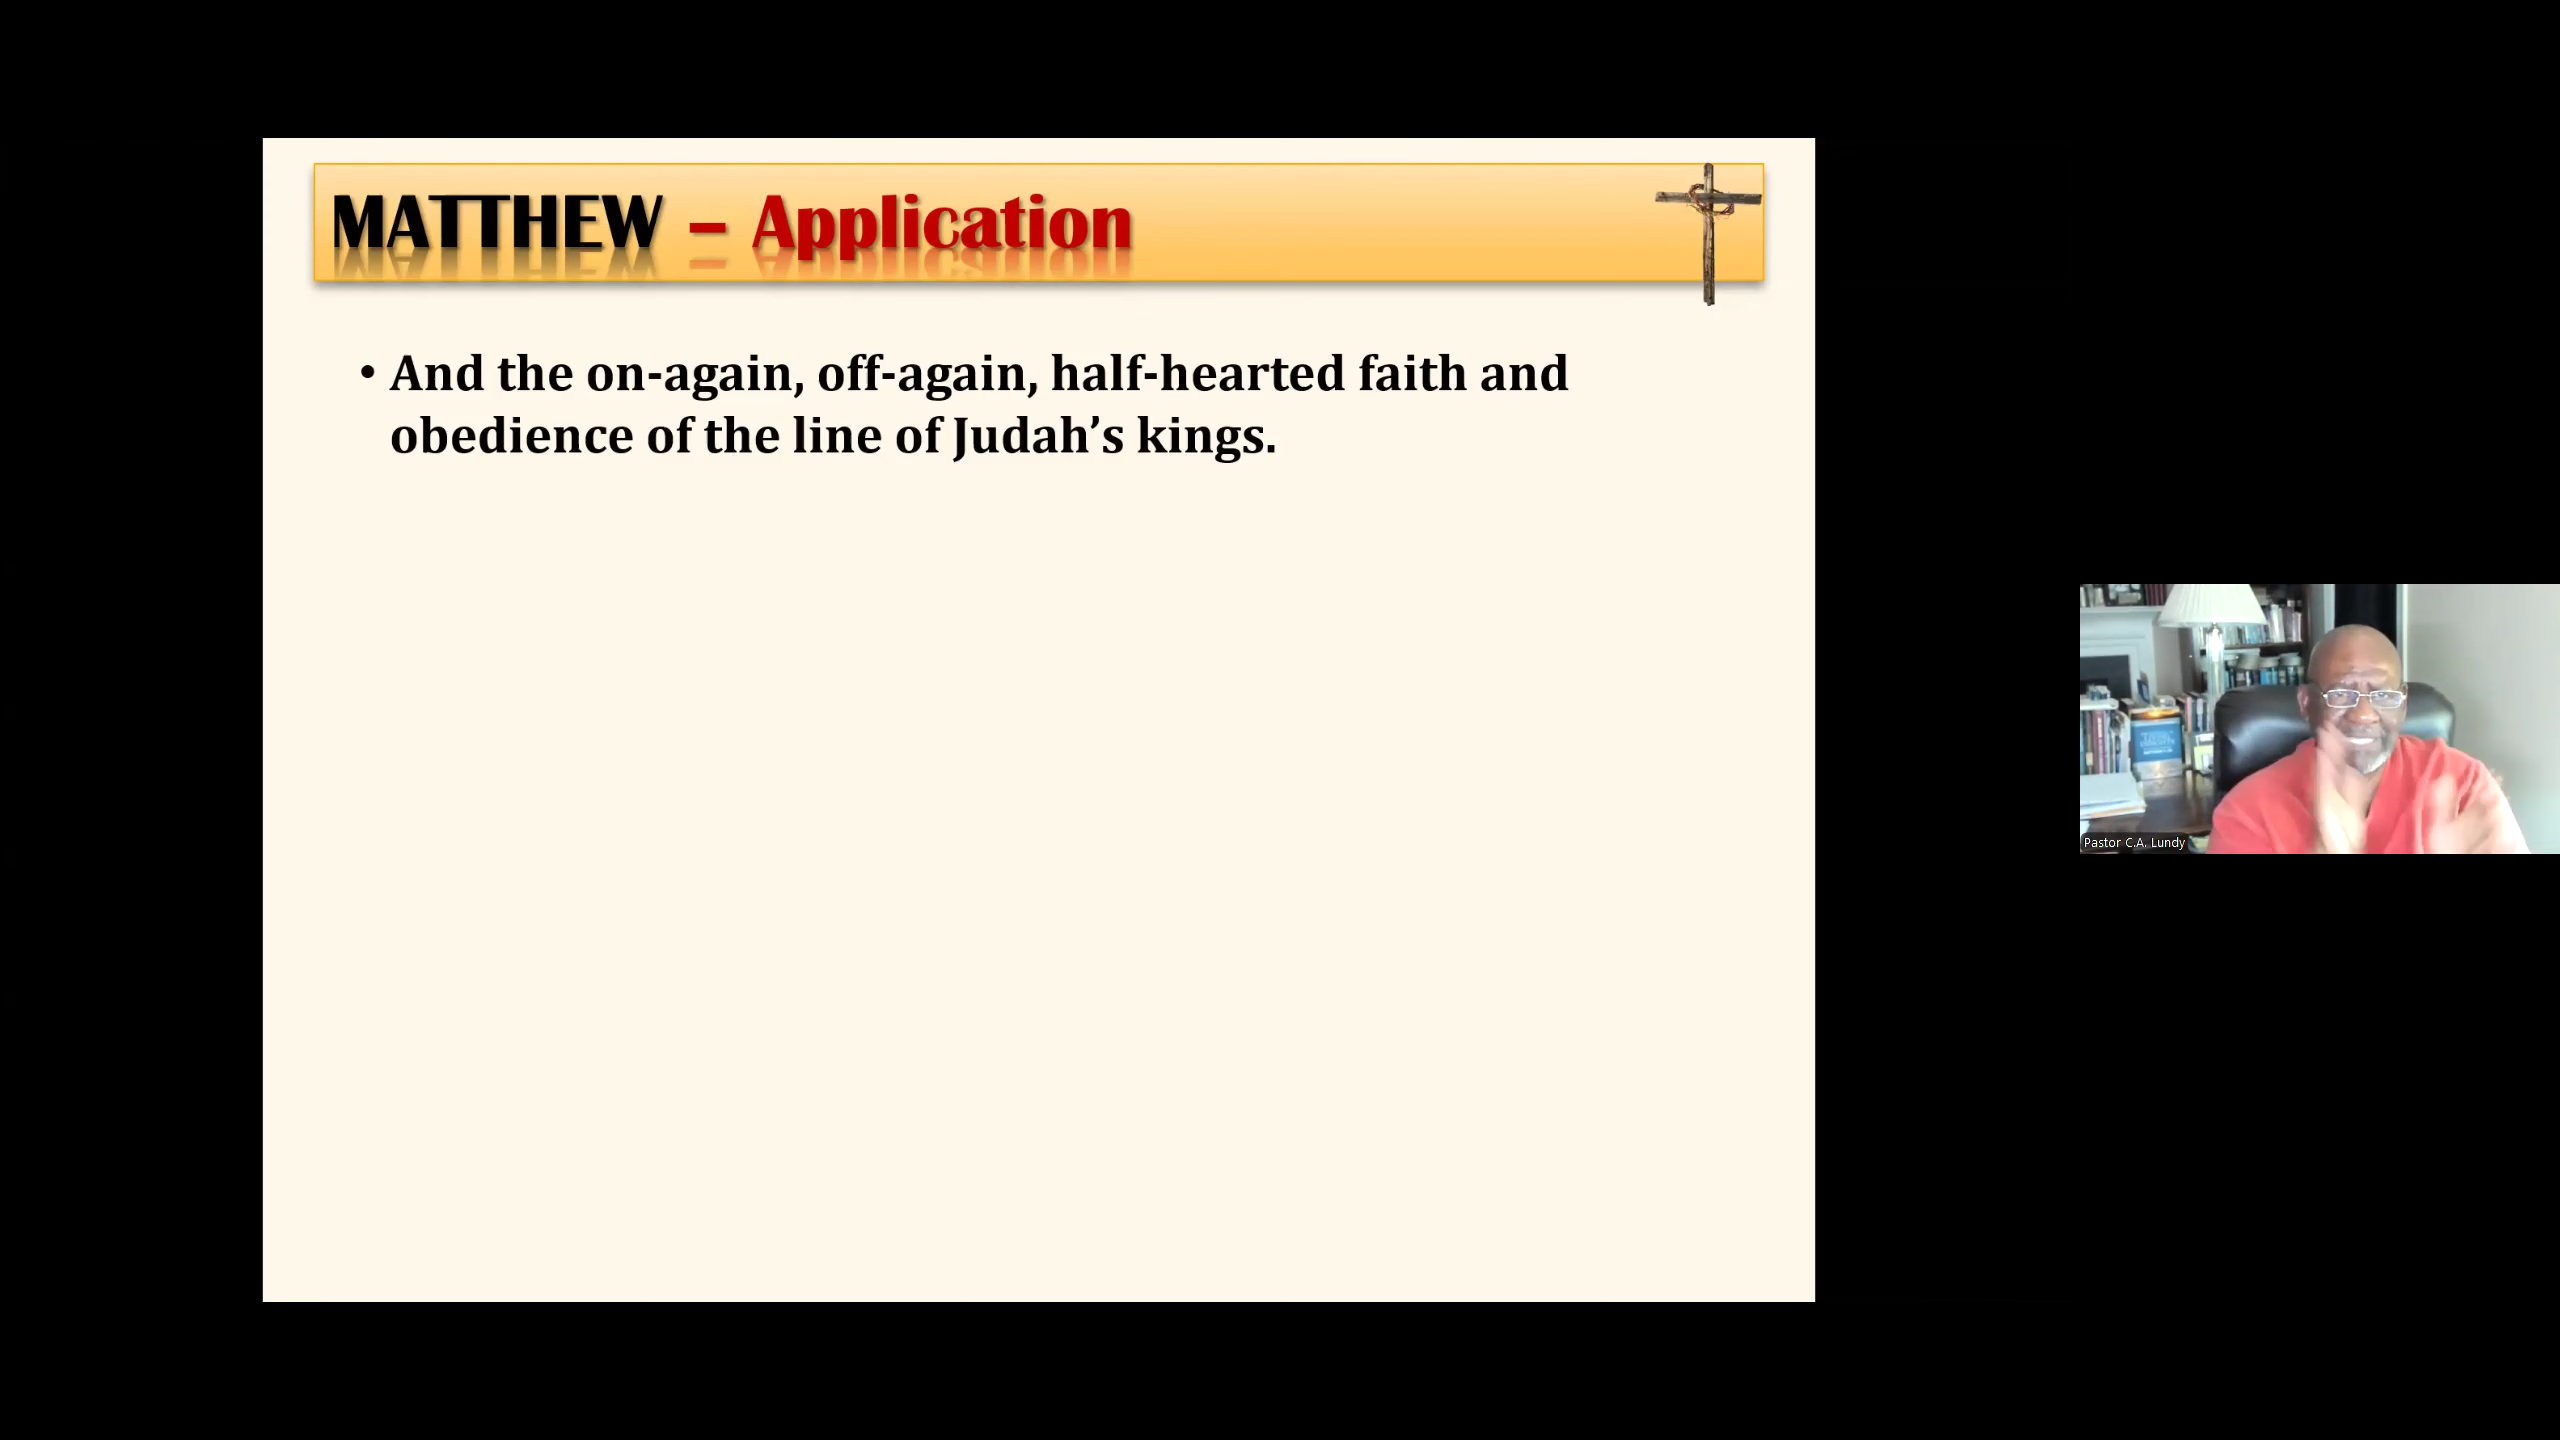 MATTHEW – Application
• And the on-again, off-again, half-hearted faith and
obedience of the line of Judah’s kings.
Pastor C.A. Lundy